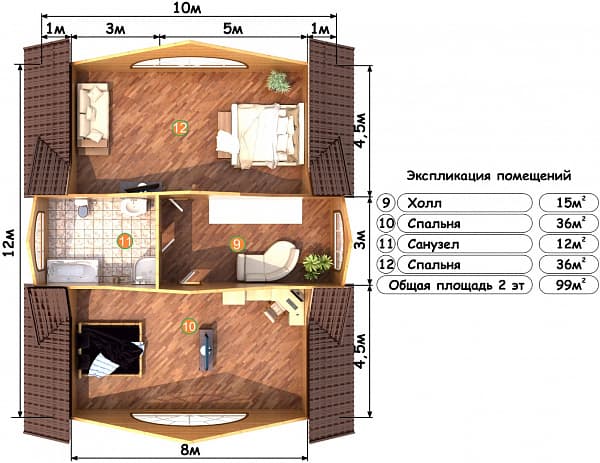 10м
1м 3м 5м 1м
12
4,5м
Экспликация помещений
9 Холл 15м²
10 Спальня 36м²
11 Санузел 12м²
12 Спальня 36м²
Общая площадь 2 эт 99м²
12м
11
9
3м
10
4,5м
8м